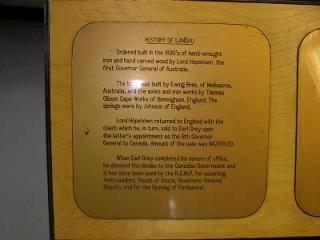 HISTORY OF LANDAU
Ordered built in the 1890's of hand-wrought
iron and hand carved wood by Lord Hopetown, the
first Governor General of Australia.
The body was built by Ewing Bros. of Melbourne,
Australia, and the axles and iron works by Thomas
Gibson Cape Works of Birmingham, England. The
springs were by Johnson of England.
Lord Hopetown returned to England with the
coach which he, in turn, sold to Earl Grey upon
the latter's appointment as the 9th Governor
General to Canada. Amount of the sale was $4,000.00.
When Earl Grey completed his tenure of office,
he donated the landau to the Canadian Government and
it has since been used by the R.C.M.P. for escorting
Ambassadors, Heads of State, Governors-General
Royalty and for the Opening of Parliament.